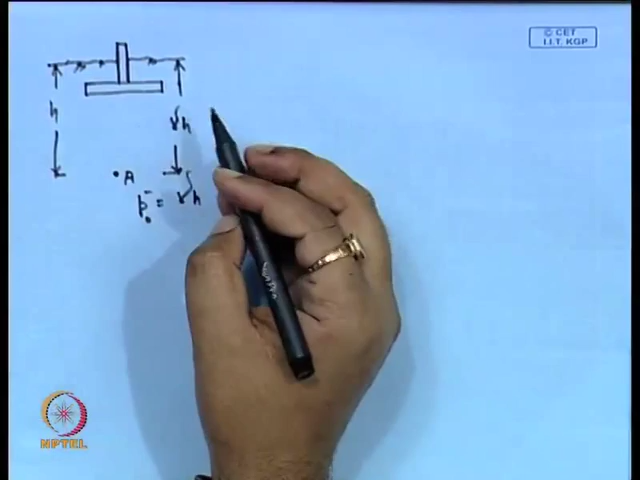 © CET
I.I.T. KGP
h
γh
• A
p̄₀ = γh
NPTEL